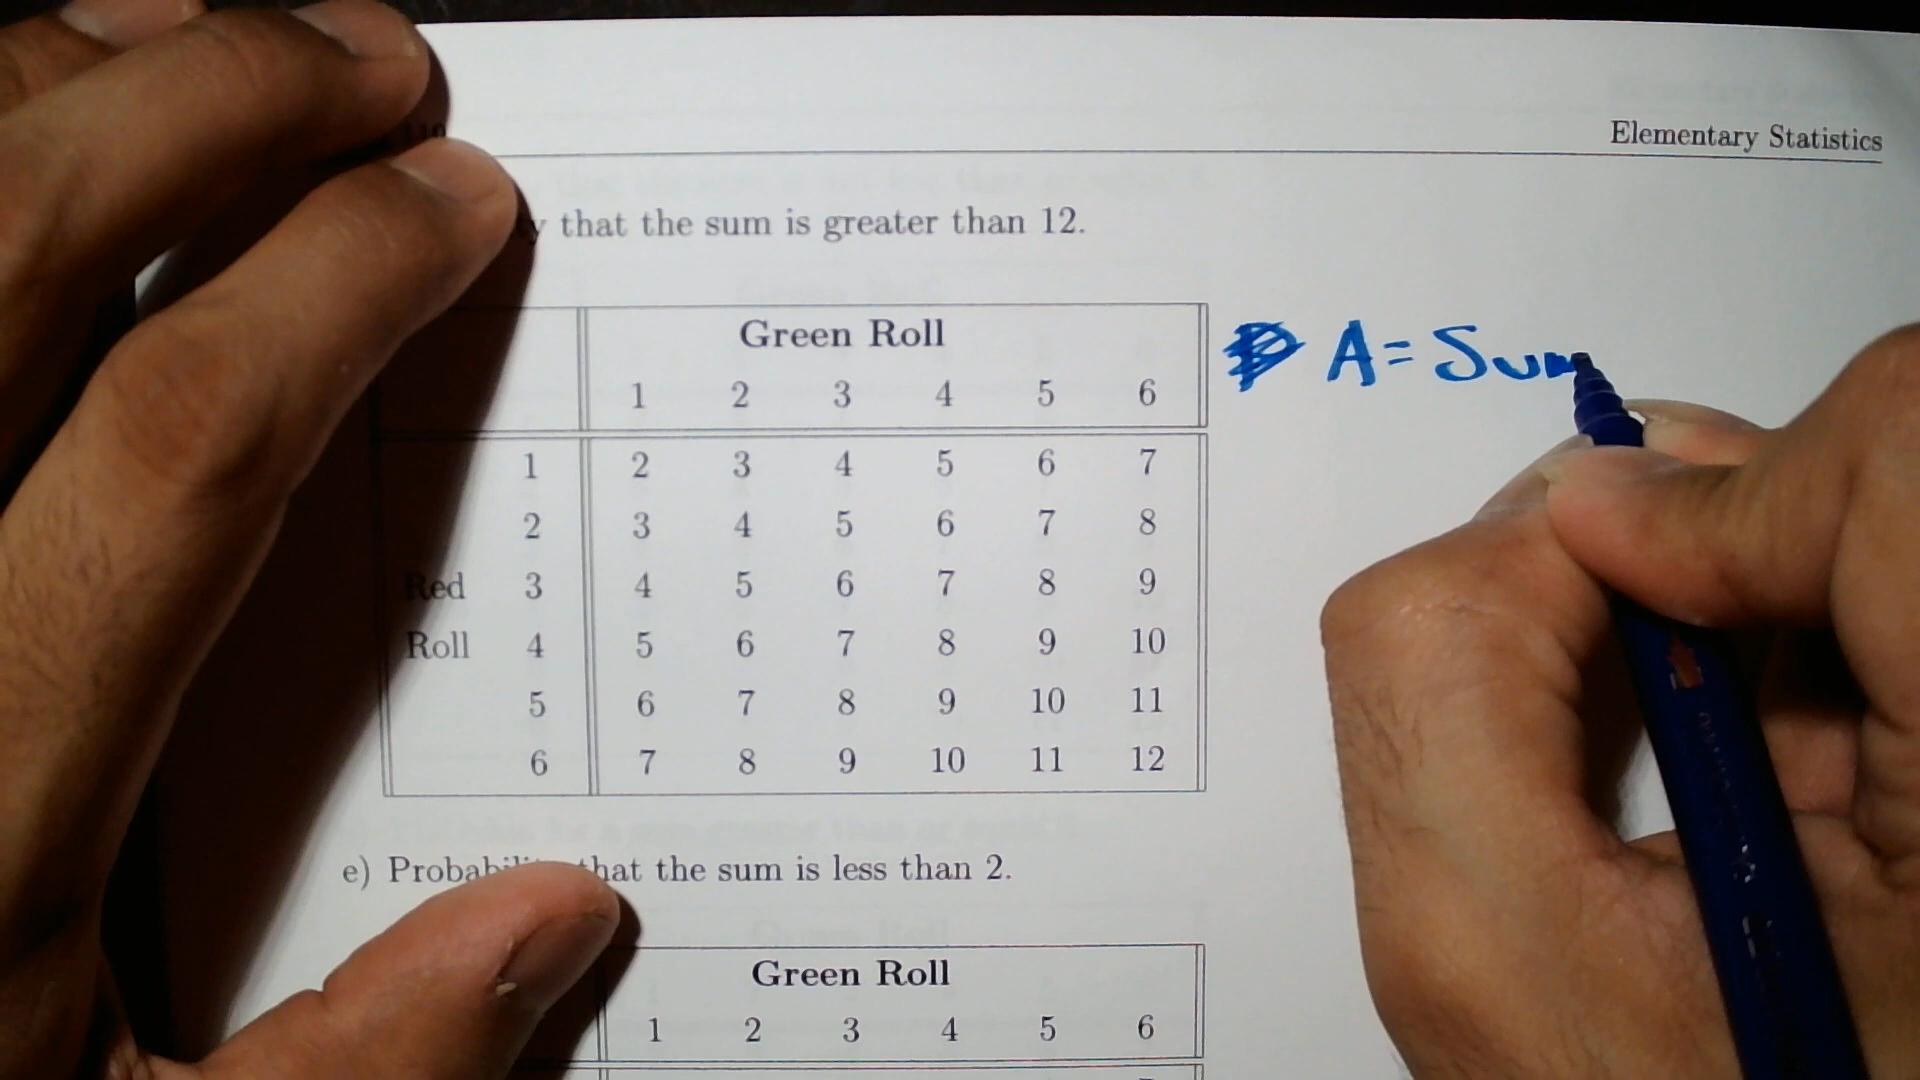 Elementary Statistics
that the sum is greater than 12.
Green Roll
1 2 3 4 5 6
A = Sum
1 2 3 4 5 6 7
2 3 4 5 6 7 8
Red 3 4 5 6 7 8 9
Roll 4 5 6 7 8 9 10
5 6 7 8 9 10 11
6 7 8 9 10 11 12
e) that the sum is less than 2.
Green Roll
1 2 3 4 5 6